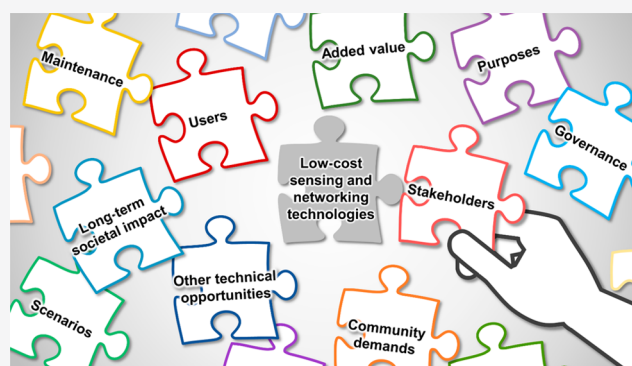 Added value
Purposes
Maintenance
Users
Governance
Low-cost
sensing and
networking
technologies
Stakeholders
Long-term
societal impact
Other technical
opportunities
Scenarios
Community
demands